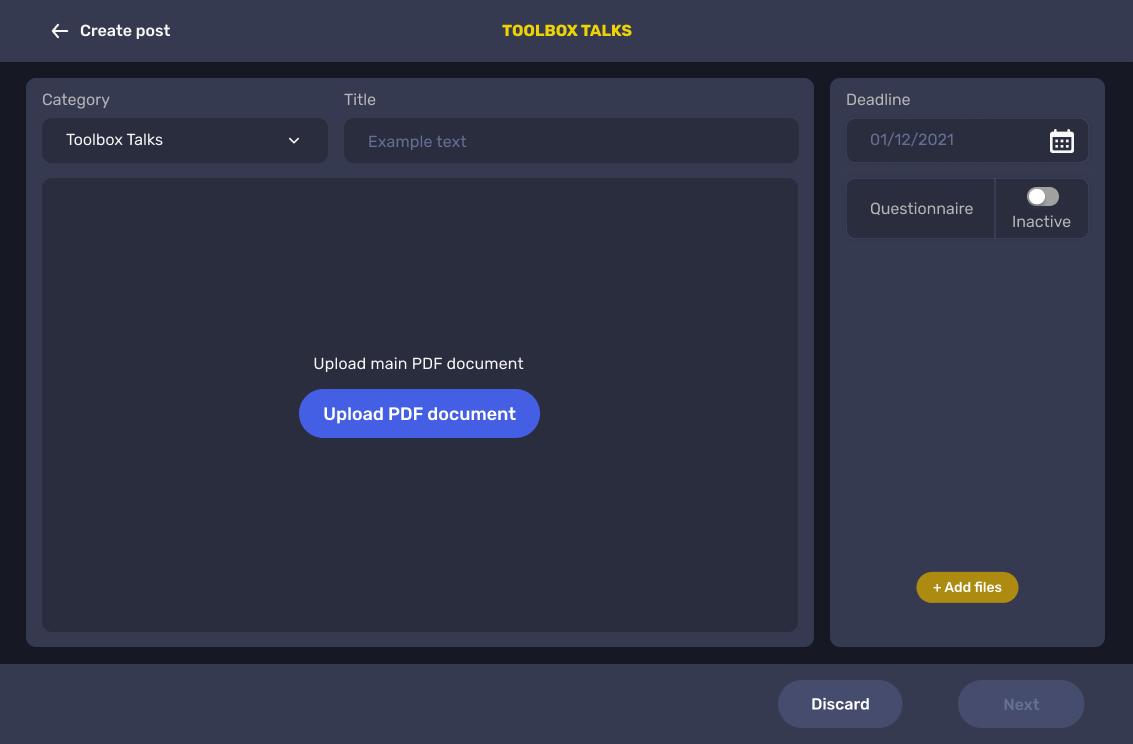 Create post
TOOLBOX TALKS
Category
Title
Deadline
Toolbox Talks
Example text
01/12/2021
Questionnaire
Inactive
Upload main PDF document
Upload PDF document
+ Add files
Discard
Next